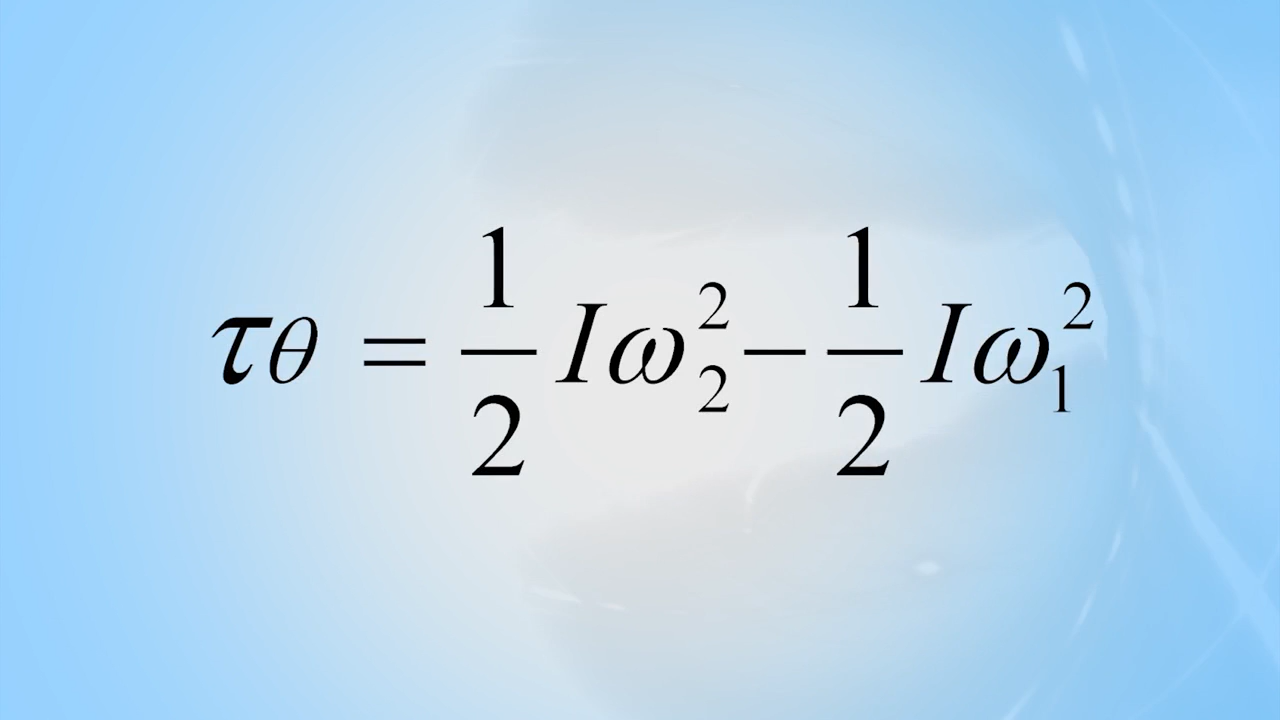 τθ = 1/2 Iω₂² − 1/2 Iω₁²